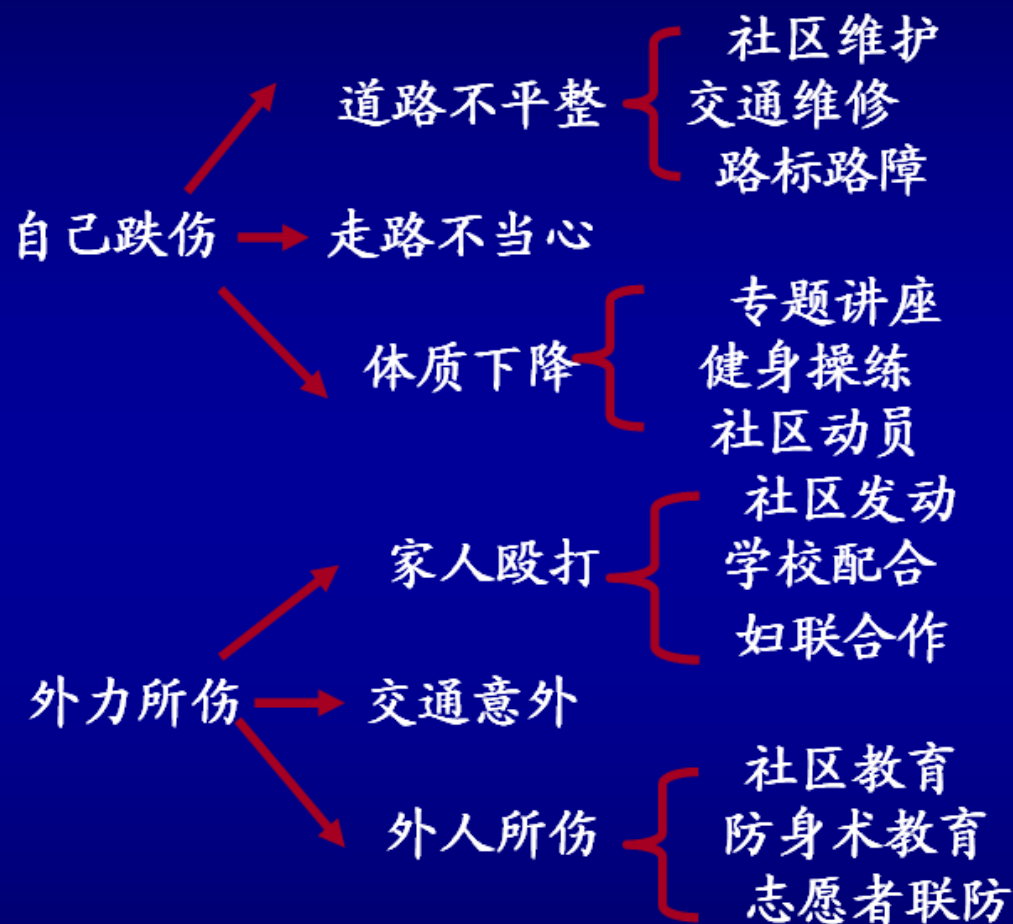 社区维护
道路不平整
交通维修
路标路障
自己跌伤
走路不当心
专题讲座
体质下降
健身操练
社区动员
社区发动
家人殴打
学校配合
妇联合作
外力所伤
交通意外
社区教育
外人所伤
防身术教育
志愿者联防